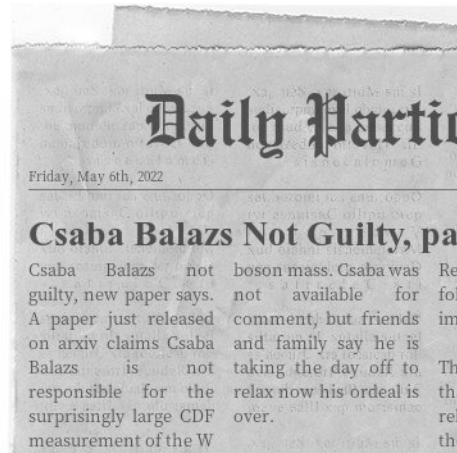 Daily Partic
Friday, May 6th, 2022
Csaba Balazs Not Guilty, pa
Csaba Balazs not
guilty, new paper says.
A paper just released
on arxiv claims Csaba
Balazs is not
responsible for the
surprisingly large CDF
measurement of the W
boson mass. Csaba was
not available for
comment, but friends
and family say he is
taking the day off to
relax now his ordeal is
over.
Re
fol
im
Th
th
rel
th